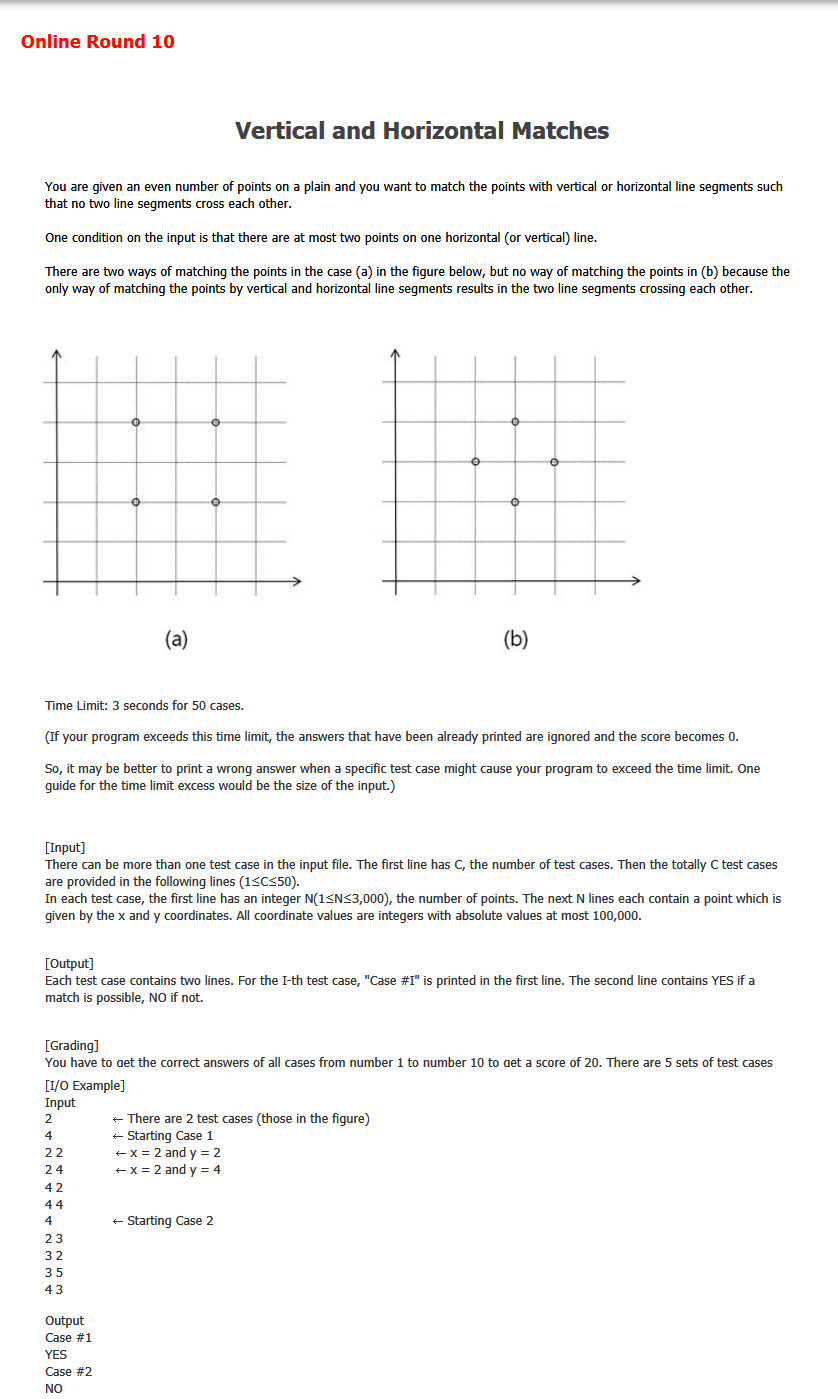 Online Round 10
Vertical and Horizontal Matches
You are given an even number of points on a plain and you want to match the points with vertical or horizontal line segments such
that no two line segments cross each other.
One condition on the input is that there are at most two points on one horizontal (or vertical) line.
There are two ways of matching the points in the case (a) in the figure below, but no way of matching the points in (b) because the
only way of matching the points by vertical and horizontal line segments results in the two line segments crossing each other.
(a) (b)
Time Limit: 3 seconds for 50 cases.
(If your program exceeds this time limit, the answers that have been already printed are ignored and the score becomes 0.
So, it may be better to print a wrong answer when a specific test case might cause your program to exceed the time limit. One
guide for the time limit excess would be the size of the input.)
[Input]
There can be more than one test case in the input file. The first line has C, the number of test cases. Then the totally C test cases
are provided in the following lines (1≤C≤50).
In each test case, the first line has an integer N(1≤N≤3,000), the number of points. The next N lines each contain a point which is
given by the x and y coordinates. All coordinate values are integers with absolute values at most 100,000.
[Output]
Each test case contains two lines. For the I-th test case, "Case #I" is printed in the first line. The second line contains YES if a
match is possible, NO if not.
[Grading]
You have to get the correct answers of all cases from number 1 to number 10 to get a score of 20. There are 5 sets of test cases
[I/O Example]
Input
2 ← There are 2 test cases (those in the figure)
4 ← Starting Case 1
2 2 ← x = 2 and y = 2
2 4 ← x = 2 and y = 4
4 2
4 4
4 ← Starting Case 2
2 3
3 2
3 5
4 3
Output
Case #1
YES
Case #2
NO